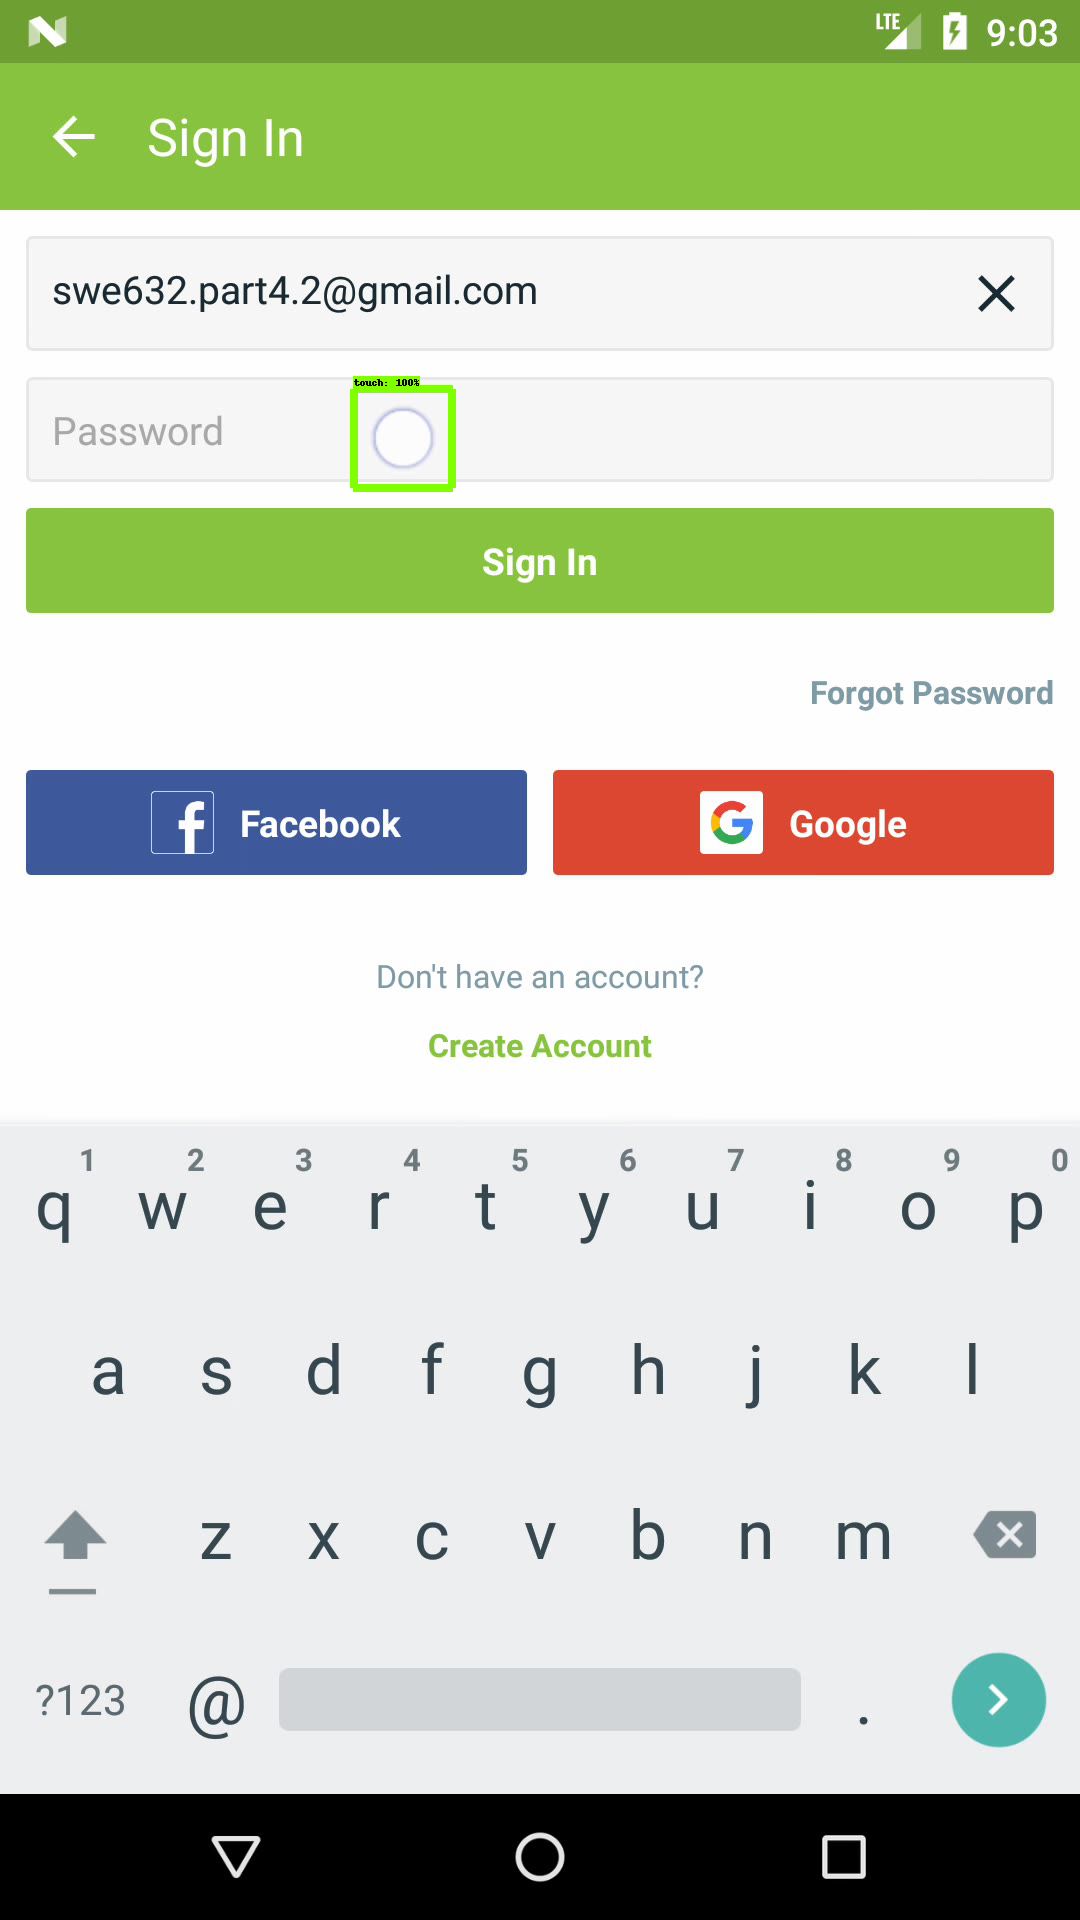 LTE 9:03
Sign In
swe632.part4.2@gmail.com
touch: 100%
Password
Sign In
Forgot Password
Facebook Google
Don't have an account?
Create Account
1 2 3 4 5 6 7 8 9 0
q w e r t y u i o p
a s d f g h j k l
z x c v b n m
?123 @ .